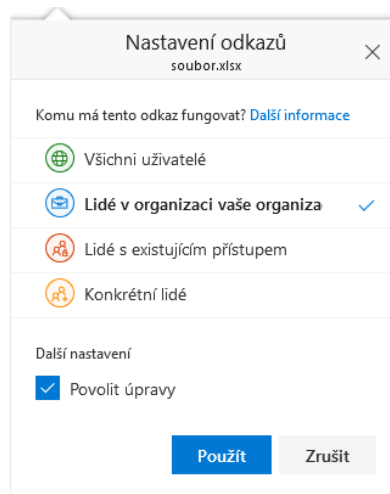 Nastavení odkazů
soubor.xlsx
Komu má tento odkaz fungovat? Další informace
Všichni uživatelé
Lidé v organizaci vaše organiza
Lidé s existujícím přístupem
Konkrétní lidé
Další nastavení
Povolit úpravy
Použít Zrušit